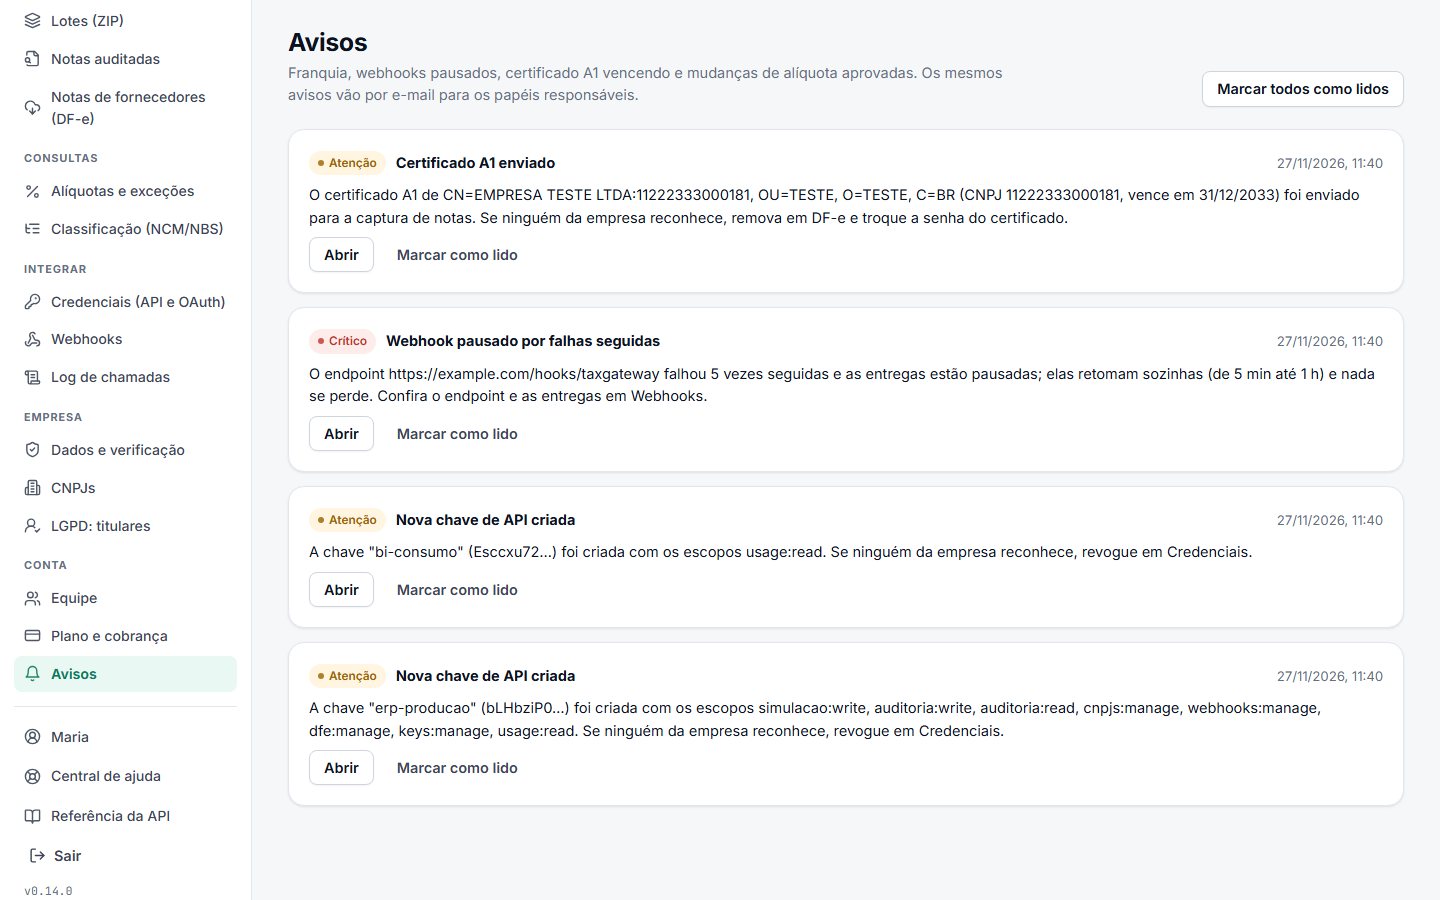 Lotes (ZIP)
Notas auditadas
Notas de fornecedores
(DF-e)
CONSULTAS
Alíquotas e exceções
Classificação (NCM/NBS)
INTEGRAR
Credenciais (API e OAuth)
Webhooks
Log de chamadas
EMPRESA
Dados e verificação
CNPJs
LGPD: titulares
CONTA
Equipe
Plano e cobrança
Avisos
Maria
Central de ajuda
Referência da API
Sair
v0.14.0
Avisos
Franquia, webhooks pausados, certificado A1 vencendo e mudanças de alíquota aprovadas. Os mesmos
avisos vão por e-mail para os papéis responsáveis.
Marcar todos como lidos
Atenção Certificado A1 enviado 27/11/2026, 11:40
O certificado A1 de CN=EMPRESA TESTE LTDA:11222333000181, OU=TESTE, O=TESTE, C=BR (CNPJ 11222333000181, vence em 31/12/2033) foi enviado
para a captura de notas. Se ninguém da empresa reconhece, remova em DF-e e troque a senha do certificado.
Abrir Marcar como lido
Crítico Webhook pausado por falhas seguidas 27/11/2026, 11:40
O endpoint https://example.com/hooks/taxgateway falhou 5 vezes seguidas e as entregas estão pausadas; elas retomam sozinhas (de 5 min até 1 h) e nada
se perde. Confira o endpoint e as entregas em Webhooks.
Abrir Marcar como lido
Atenção Nova chave de API criada 27/11/2026, 11:40
A chave "bi-consumo" (Esccxu72...) foi criada com os escopos usage:read. Se ninguém da empresa reconhece, revogue em Credenciais.
Abrir Marcar como lido
Atenção Nova chave de API criada 27/11/2026, 11:40
A chave "erp-producao" (bLHbziP0...) foi criada com os escopos simulacao:write, auditoria:write, auditoria:read, cnpjs:manage, webhooks:manage,
dfe:manage, keys:manage, usage:read. Se ninguém da empresa reconhece, revogue em Credenciais.
Abrir Marcar como lido